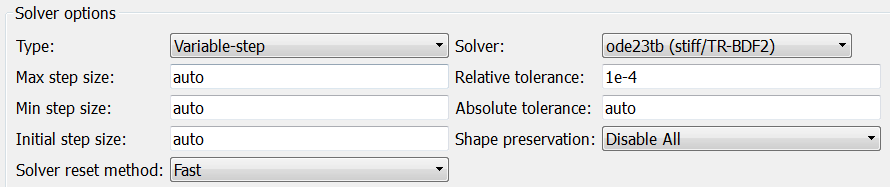 Solver options
Type: Variable-step Solver: ode23tb (stiff/TR-BDF2)
Max step size: auto Relative tolerance: 1e-4
Min step size: auto Absolute tolerance: auto
Initial step size: auto Shape preservation: Disable All
Solver reset method: Fast